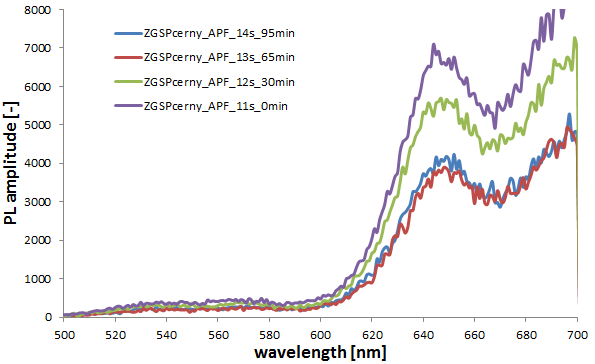 8000
7000
6000
5000
4000
3000
2000
1000
0
PL amplitude [-]
ZGSPcerny_APF_14s_95min
ZGSPcerny_APF_13s_65min
ZGSPcerny_APF_12s_30min
ZGSPcerny_APF_11s_0min
500 520 540 560 580 600 620 640 660 680 700
wavelength [nm]